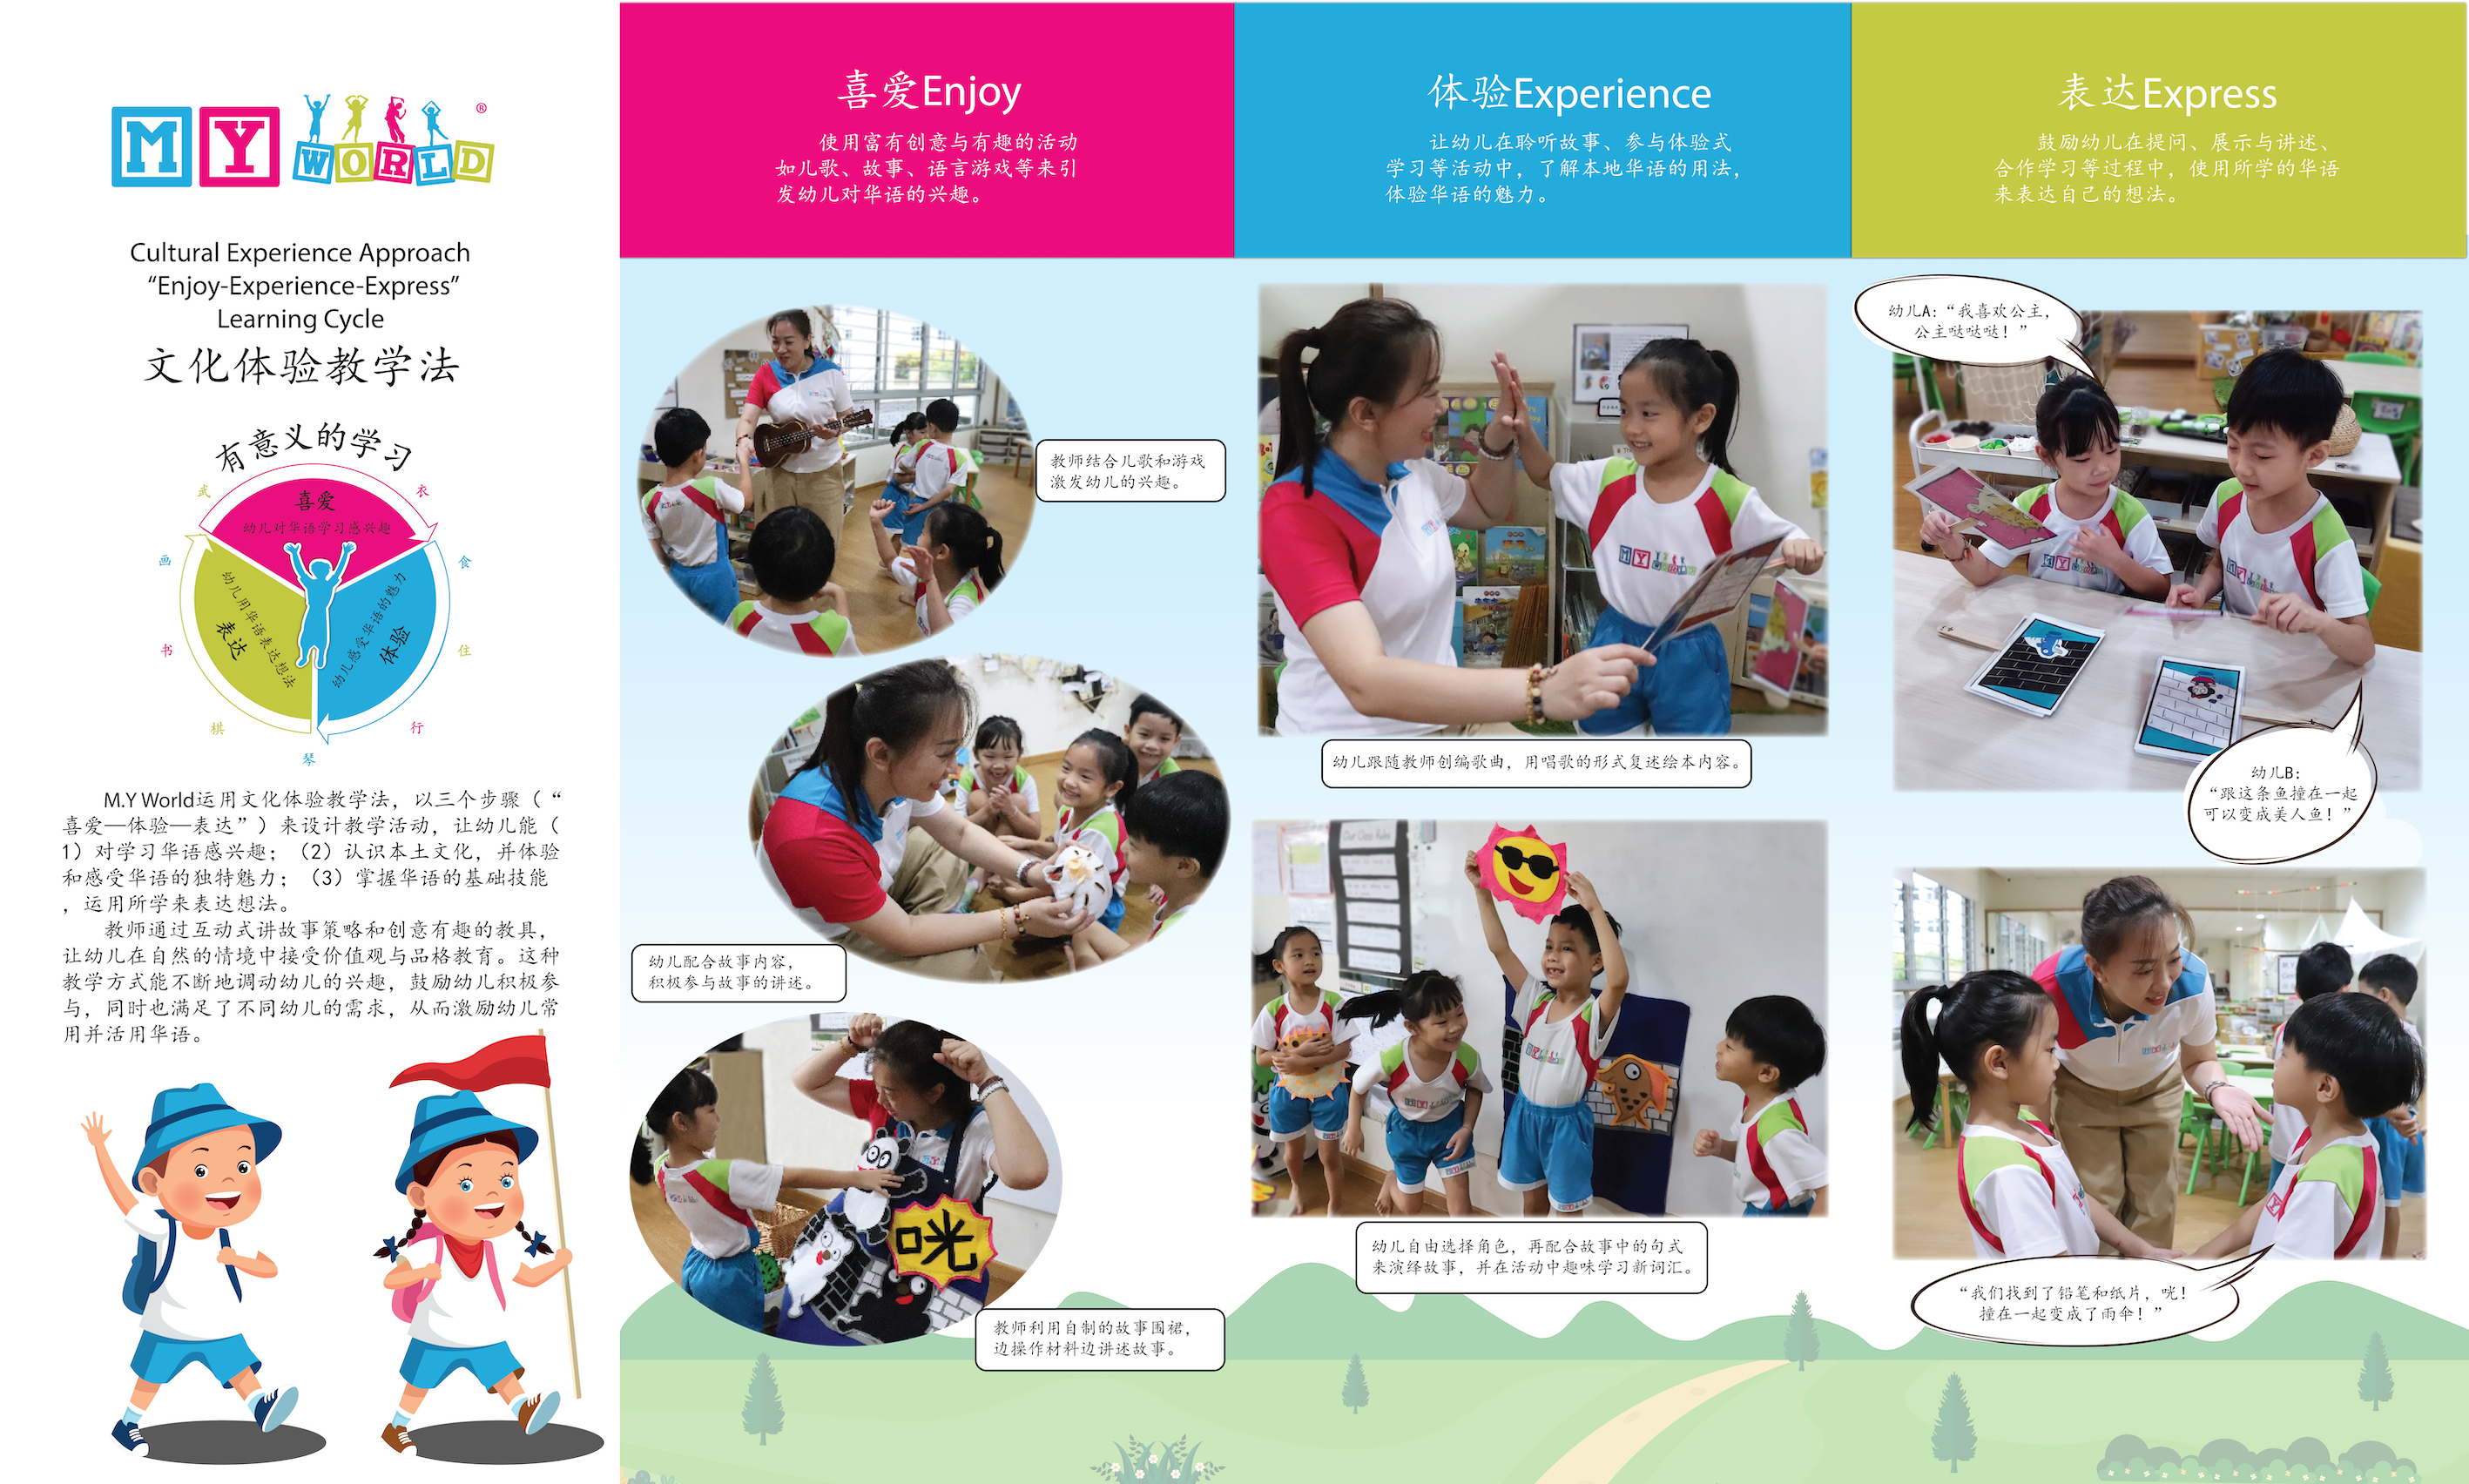 MY WORLD®
Cultural Experience Approach
“Enjoy-Experience-Express”
Learning Cycle
文化体验教学法
有意义的学习
武
衣
画
食
书
住
棋
行
琴
喜爱
幼儿对华语学习感兴趣
幼儿用华语表达想法
表达
幼儿感受华语的魅力
体验
M.Y World运用文化体验教学法，以三个步骤（“
喜爱—体验—表达”）来设计教学活动，让幼儿能（
1）对学习华语感兴趣；（2）认识本土文化，并体验
和感受华语的独特魅力；（3）掌握华语的基础技能
，运用所学来表达想法。
教师通过互动式讲故事策略和创意有趣的教具，
让幼儿在自然的情境中接受价值观与品格教育。这种
教学方式能不断地调动幼儿的兴趣，鼓励幼儿积极参
与，同时也满足了不同幼儿的需求，从而激励幼儿常
用并活用华语。
喜爱Enjoy
使用富有创意与有趣的活动
如儿歌、故事、语言游戏等来引
发幼儿对华语的兴趣。
教师结合儿歌和游戏
激发幼儿的兴趣。
幼儿配合故事内容，
积极参与故事的讲述。
咣
教师利用自制的故事围裙，
边操作材料边讲述故事。
体验Experience
让幼儿在聆听故事、参与体验式
学习等活动中，了解本地华语的用法，
体验华语的魅力。
MY WORLD
幼儿跟随教师创编歌曲，用唱歌的形式复述绘本内容。
Our Class Rules
幼儿自由选择角色，再配合故事中的句式
来演绎故事，并在活动中趣味学习新词汇。
表达Express
鼓励幼儿在提问、展示与讲述、
合作学习等过程中，使用所学的华语
来表达自己的想法。
幼儿A：“我喜欢公主，
公主哒哒哒！”
幼儿B：
“跟这条鱼撞在一起
可以变成美人鱼！”
“我们找到了铅笔和纸片，咣！
撞在一起变成了雨伞！”